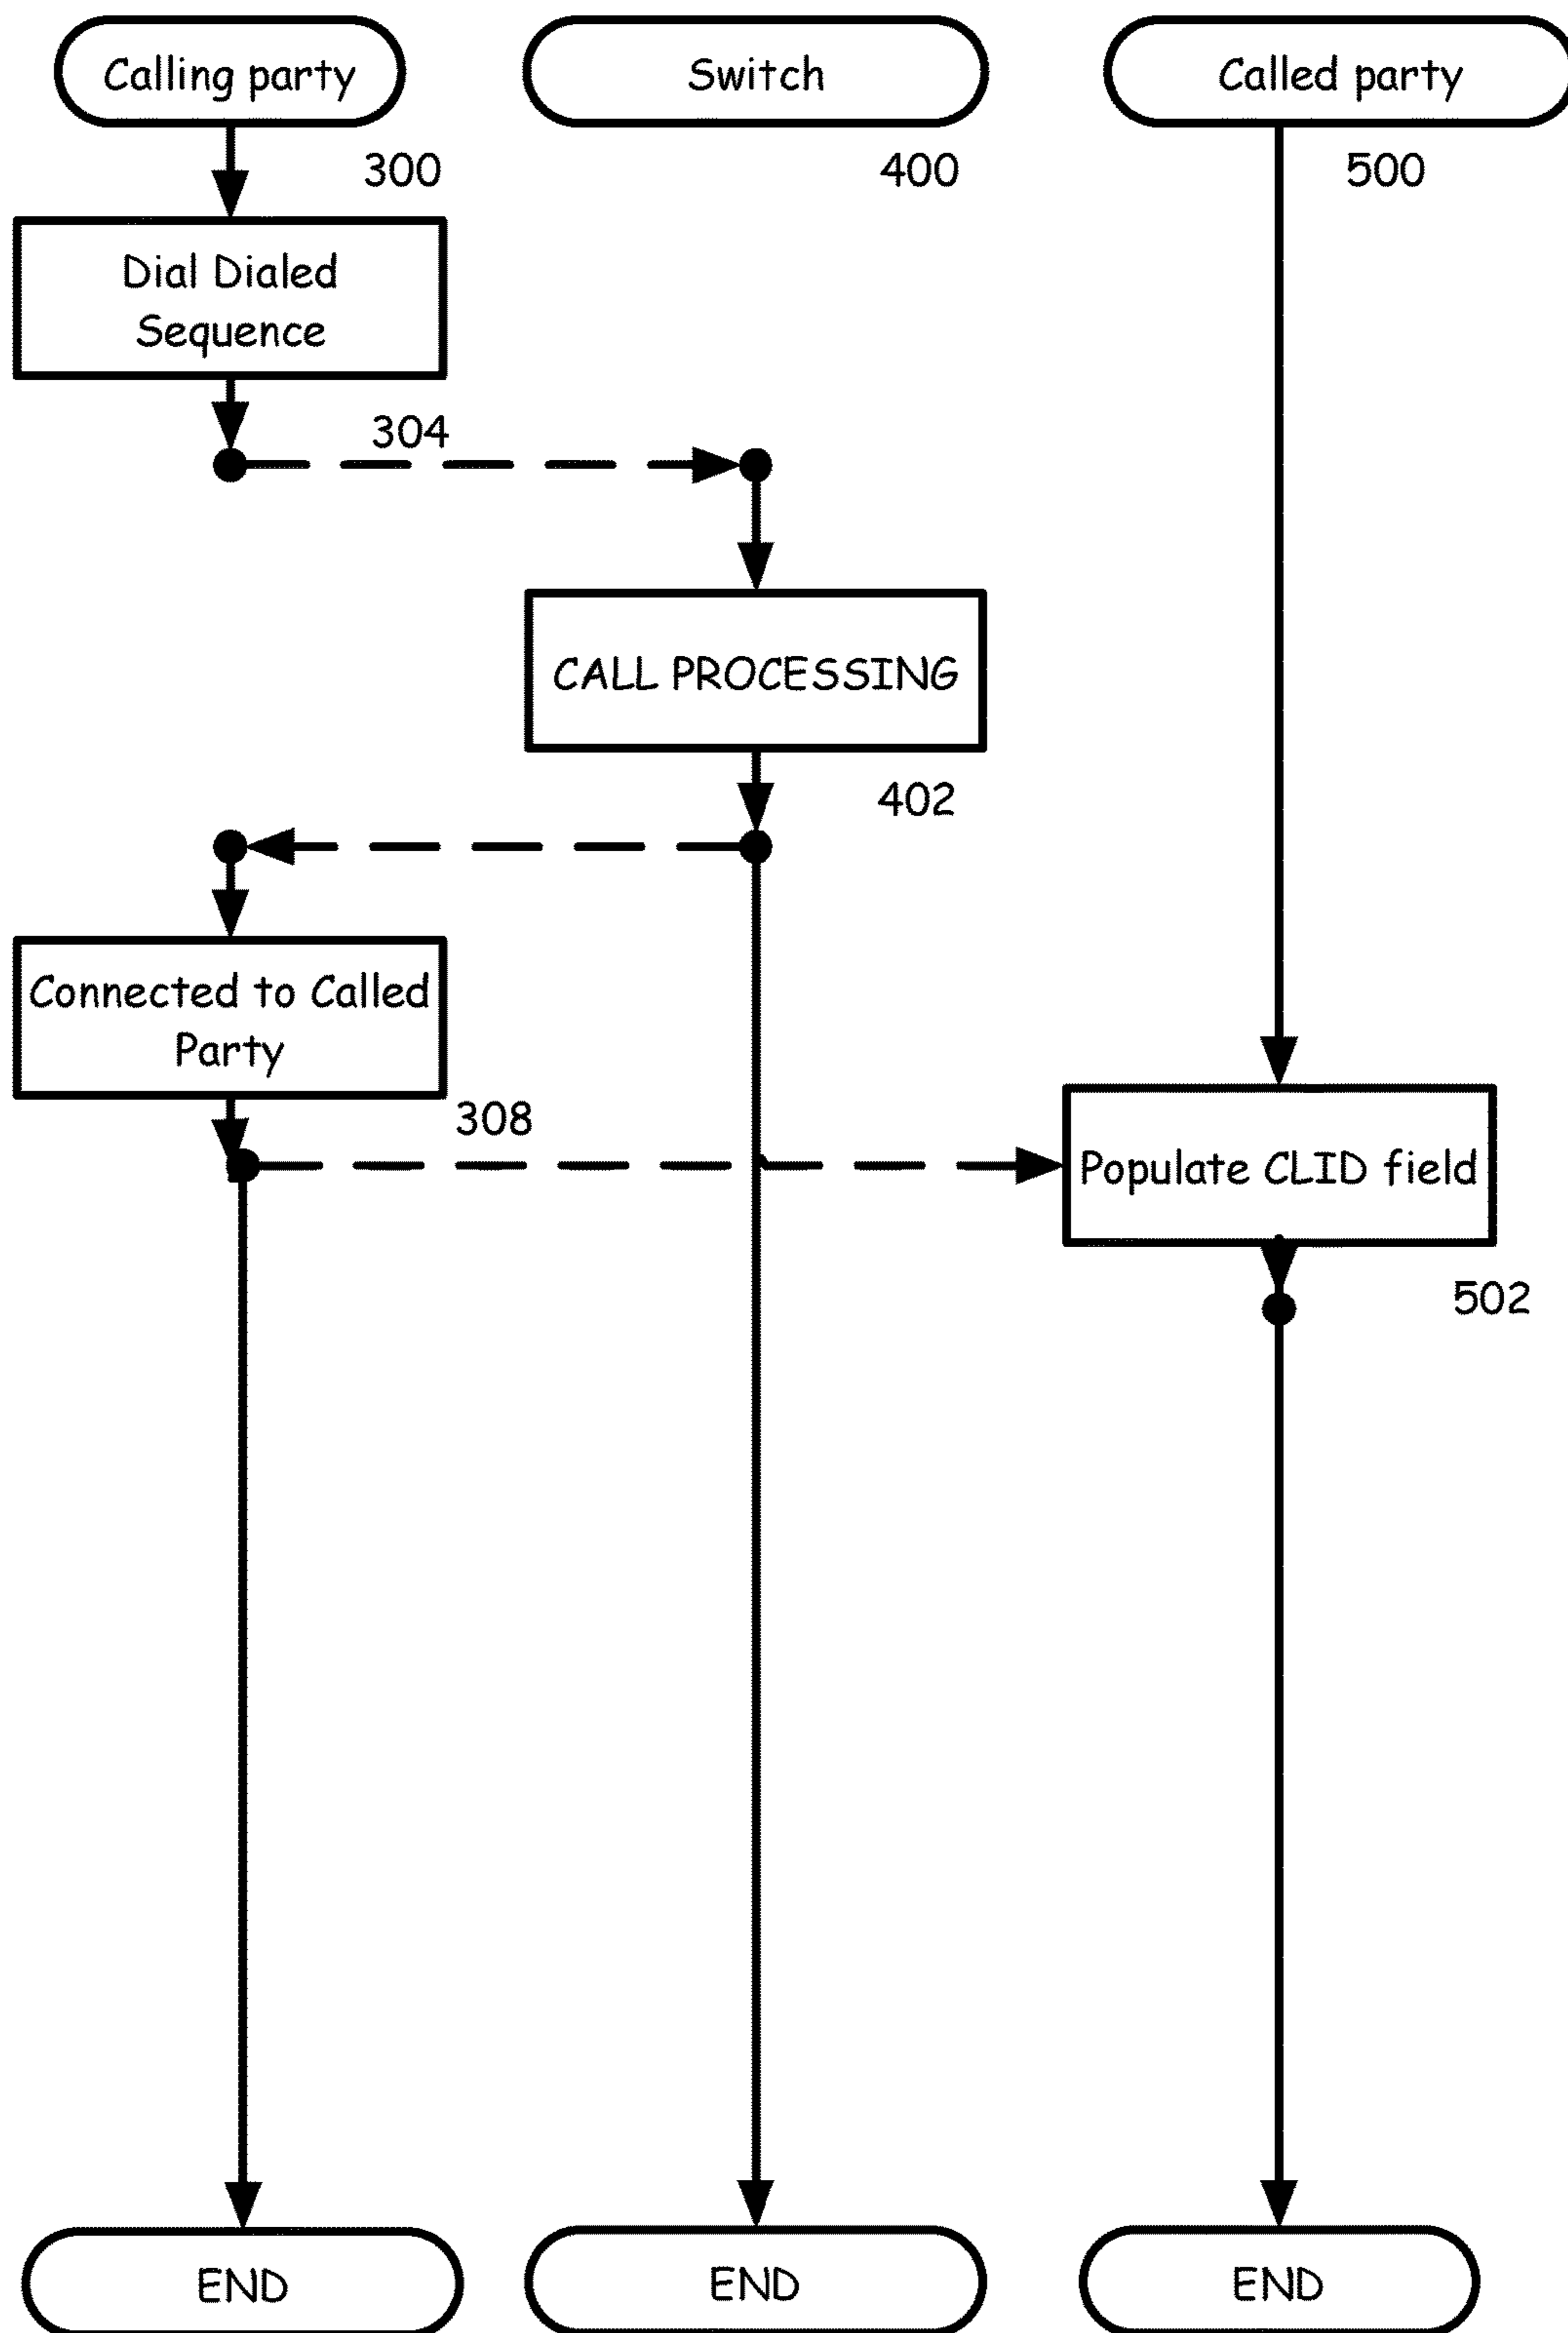 Calling party
Switch
Called party
300
400
500
Dial Dialed
Sequence
304
CALL PROCESSING
402
Connected to Called
Party
308
Populate CLID field
502
END
END
END